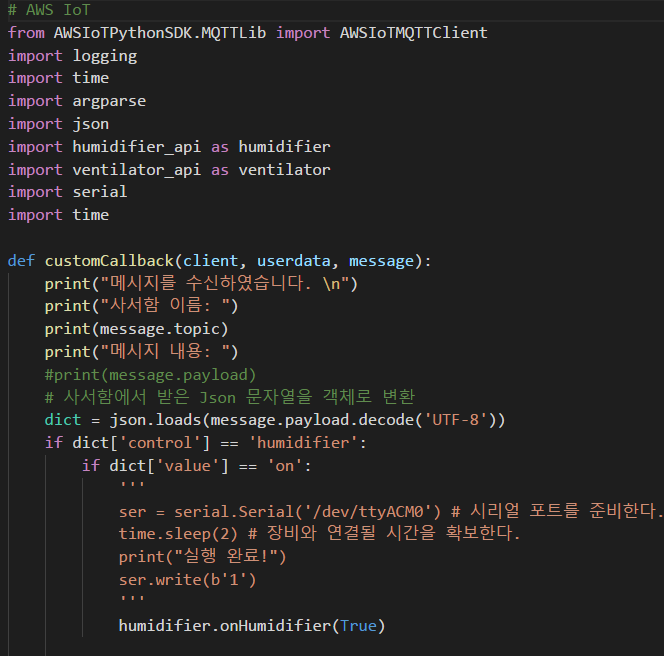 # AWS IoT
from AWSIoTPythonSDK.MQTTLib import AWSIoTMQTTClient
import logging
import time
import argparse
import json
import humidifier_api as humidifier
import ventilator_api as ventilator
import serial
import time
def customCallback(client, userdata, message):
print("메시지를 수신하였습니다. \n")
print("사서함 이름: ")
print(message.topic)
print("메시지 내용: ")
#print(message.payload)
# 사서함에서 받은 Json 문자열을 객체로 변환
dict = json.loads(message.payload.decode('UTF-8'))
if dict['control'] == 'humidifier':
if dict['value'] == 'on':
'''
ser = serial.Serial('/dev/ttyACM0') # 시리얼 포트를 준비한다.
time.sleep(2) # 장비와 연결될 시간을 확보한다.
print("실행 완료!")
ser.write(b'1')
'''
humidifier.onHumidifier(True)